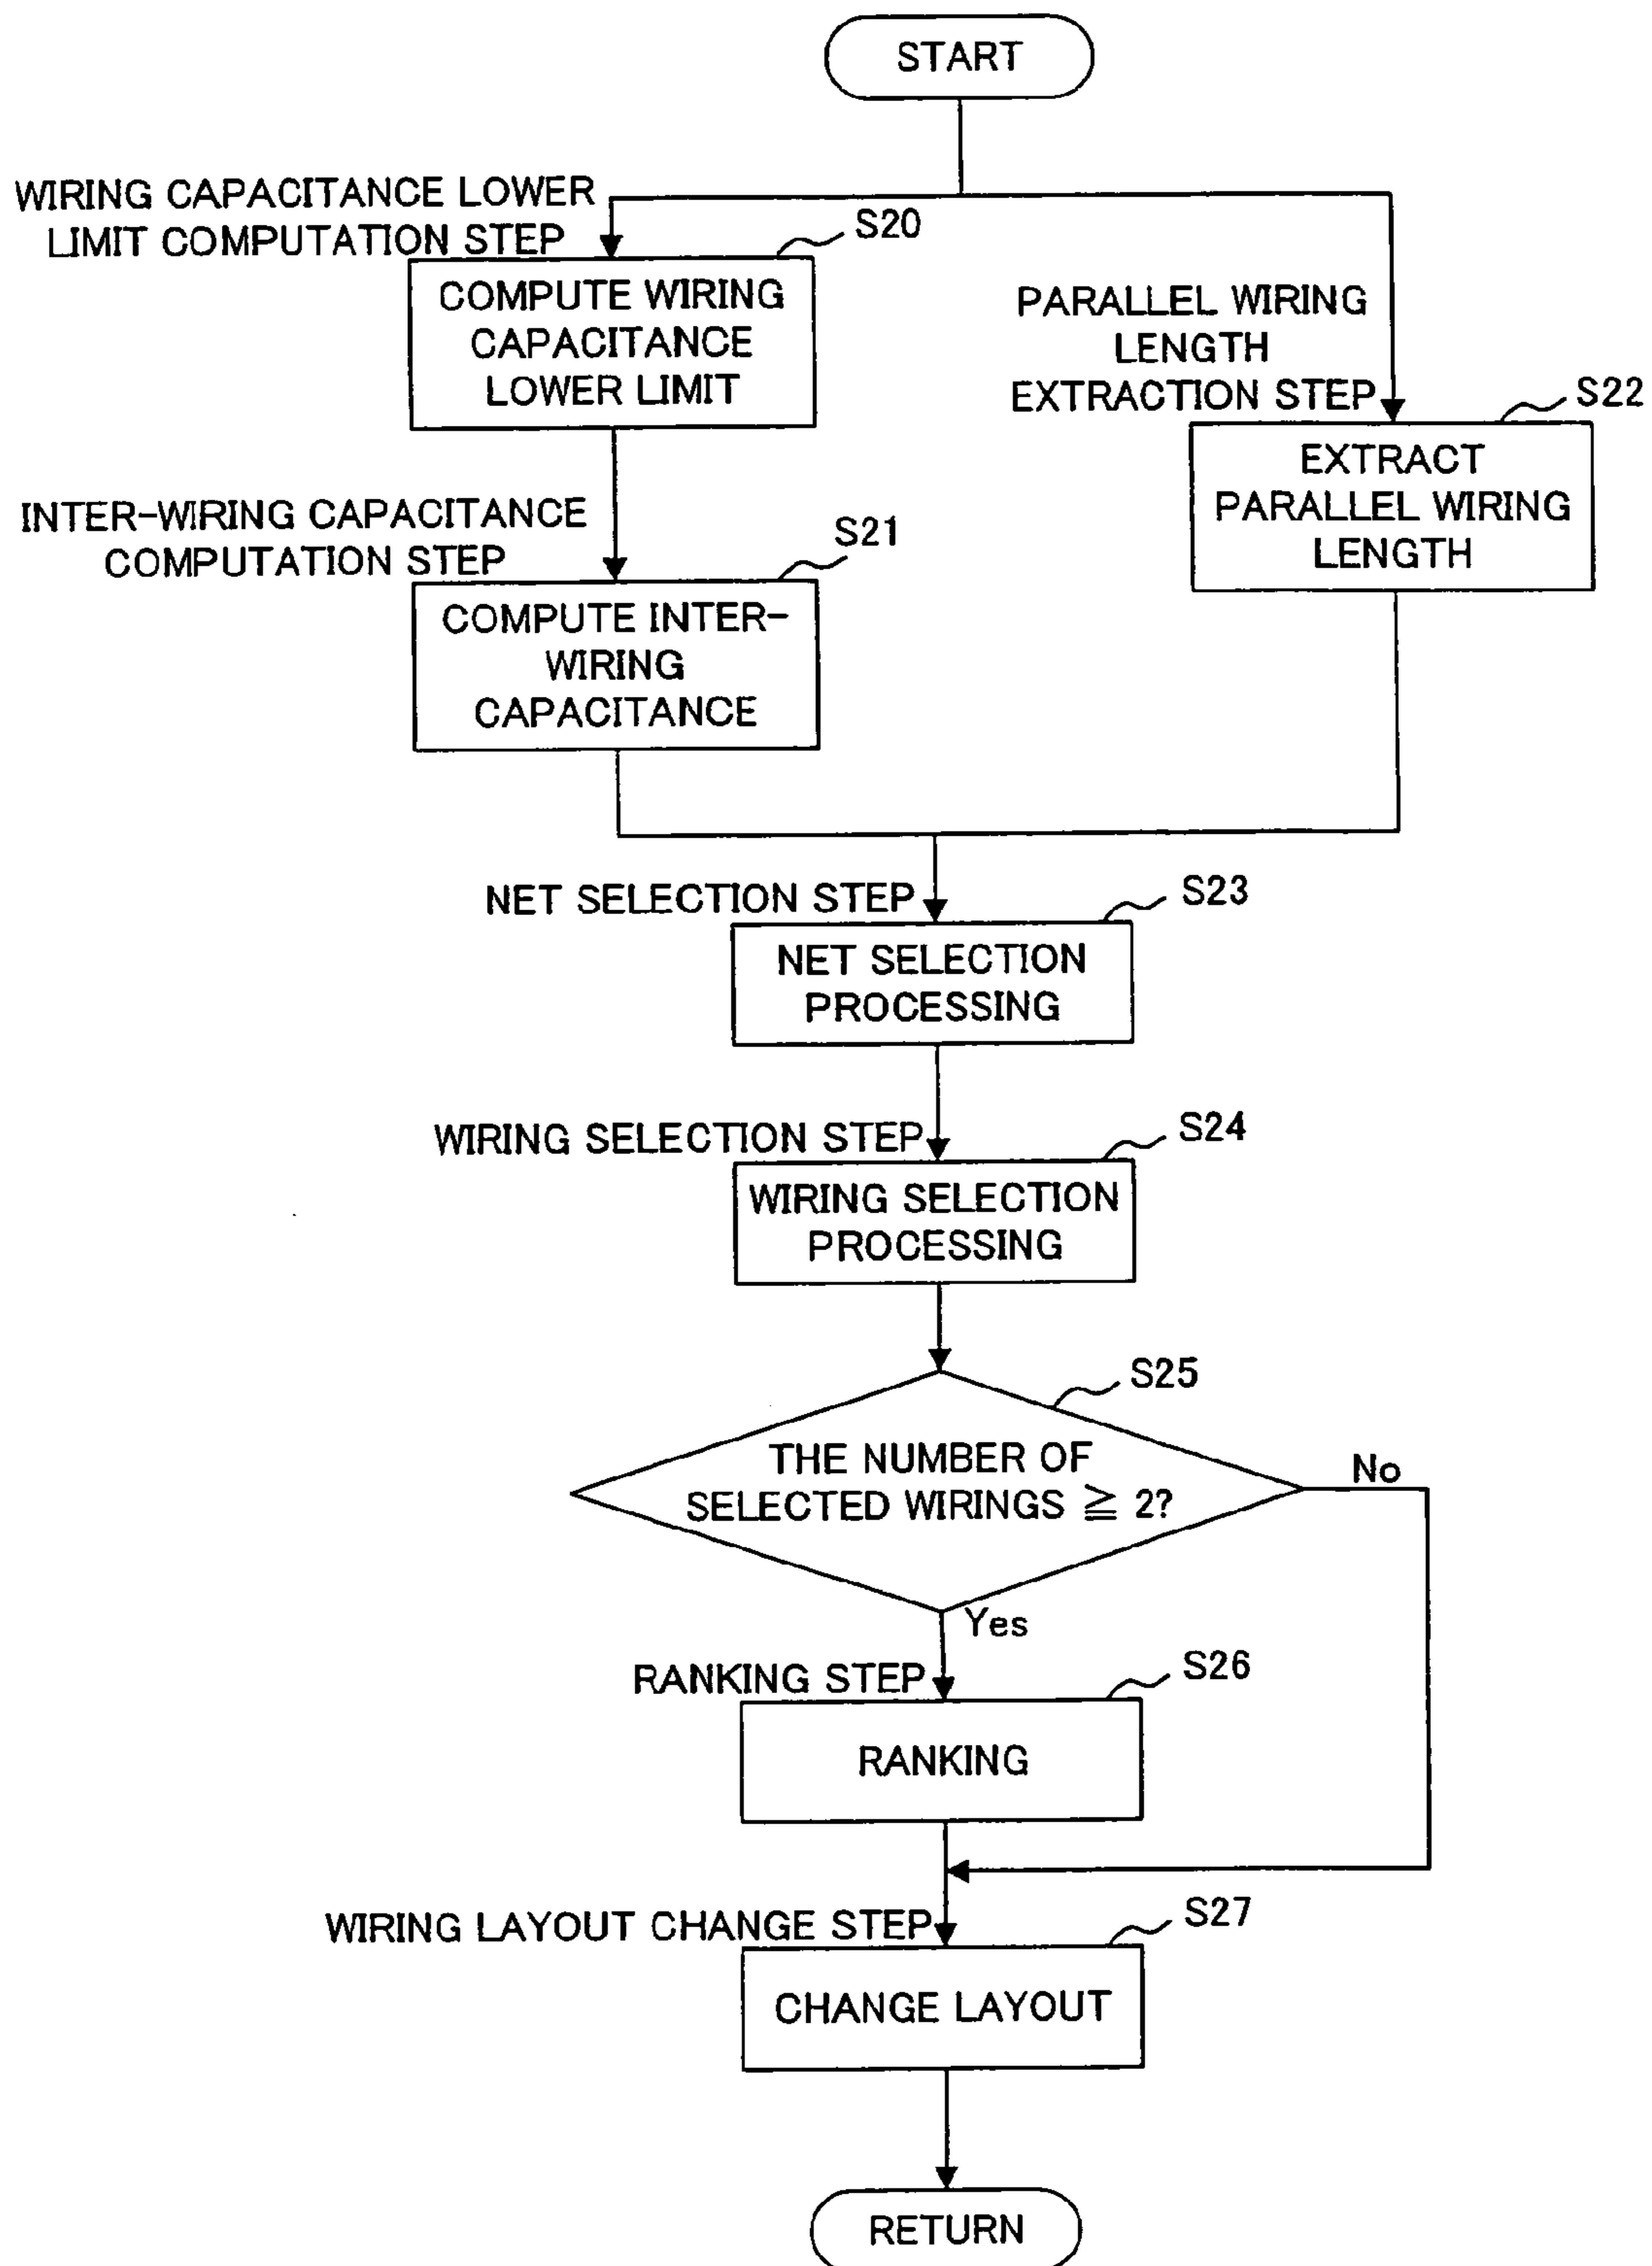 START
WIRING CAPACITANCE LOWER
LIMIT COMPUTATION STEP
S20
COMPUTE WIRING
CAPACITANCE
LOWER LIMIT
PARALLEL WIRING
LENGTH
EXTRACTION STEP
S22
EXTRACT
PARALLEL WIRING
LENGTH
INTER-WIRING CAPACITANCE
COMPUTATION STEP
S21
COMPUTE INTER-
WIRING
CAPACITANCE
NET SELECTION STEP
S23
NET SELECTION
PROCESSING
WIRING SELECTION STEP
S24
WIRING SELECTION
PROCESSING
S25
THE NUMBER OF
SELECTED WIRINGS ≧ 2?
No
Yes
RANKING STEP
S26
RANKING
WIRING LAYOUT CHANGE STEP
S27
CHANGE LAYOUT
RETURN